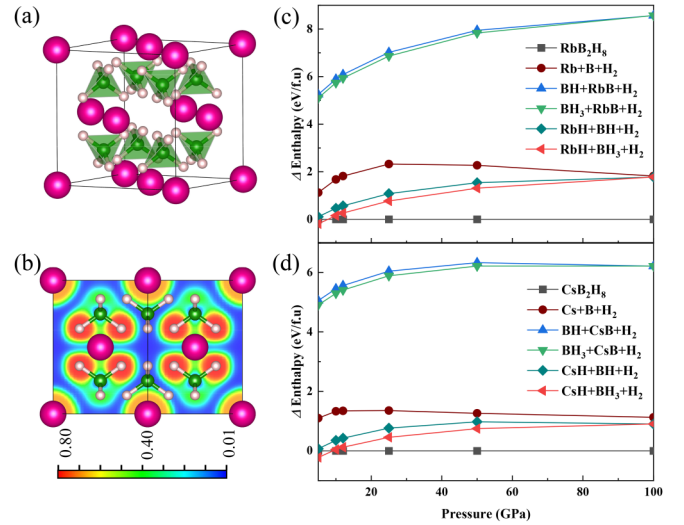 (a)
(b)
0.80
0.40
0.01
(c)
Δ Enthalpy (eV/f.u)
8
6
4
2
0
RbB₂H₈
Rb+B+H₂
BH+RbB+H₂
BH₃+RbB+H₂
RbH+BH+H₂
RbH+BH₃+H₂
(d)
Δ Enthalpy (eV/f.u)
6
4
2
0
CsB₂H₈
Cs+B+H₂
BH+CsB+H₂
BH₃+CsB+H₂
CsH+BH+H₂
CsH+BH₃+H₂
20 40 60 80 100
Pressure (GPa)